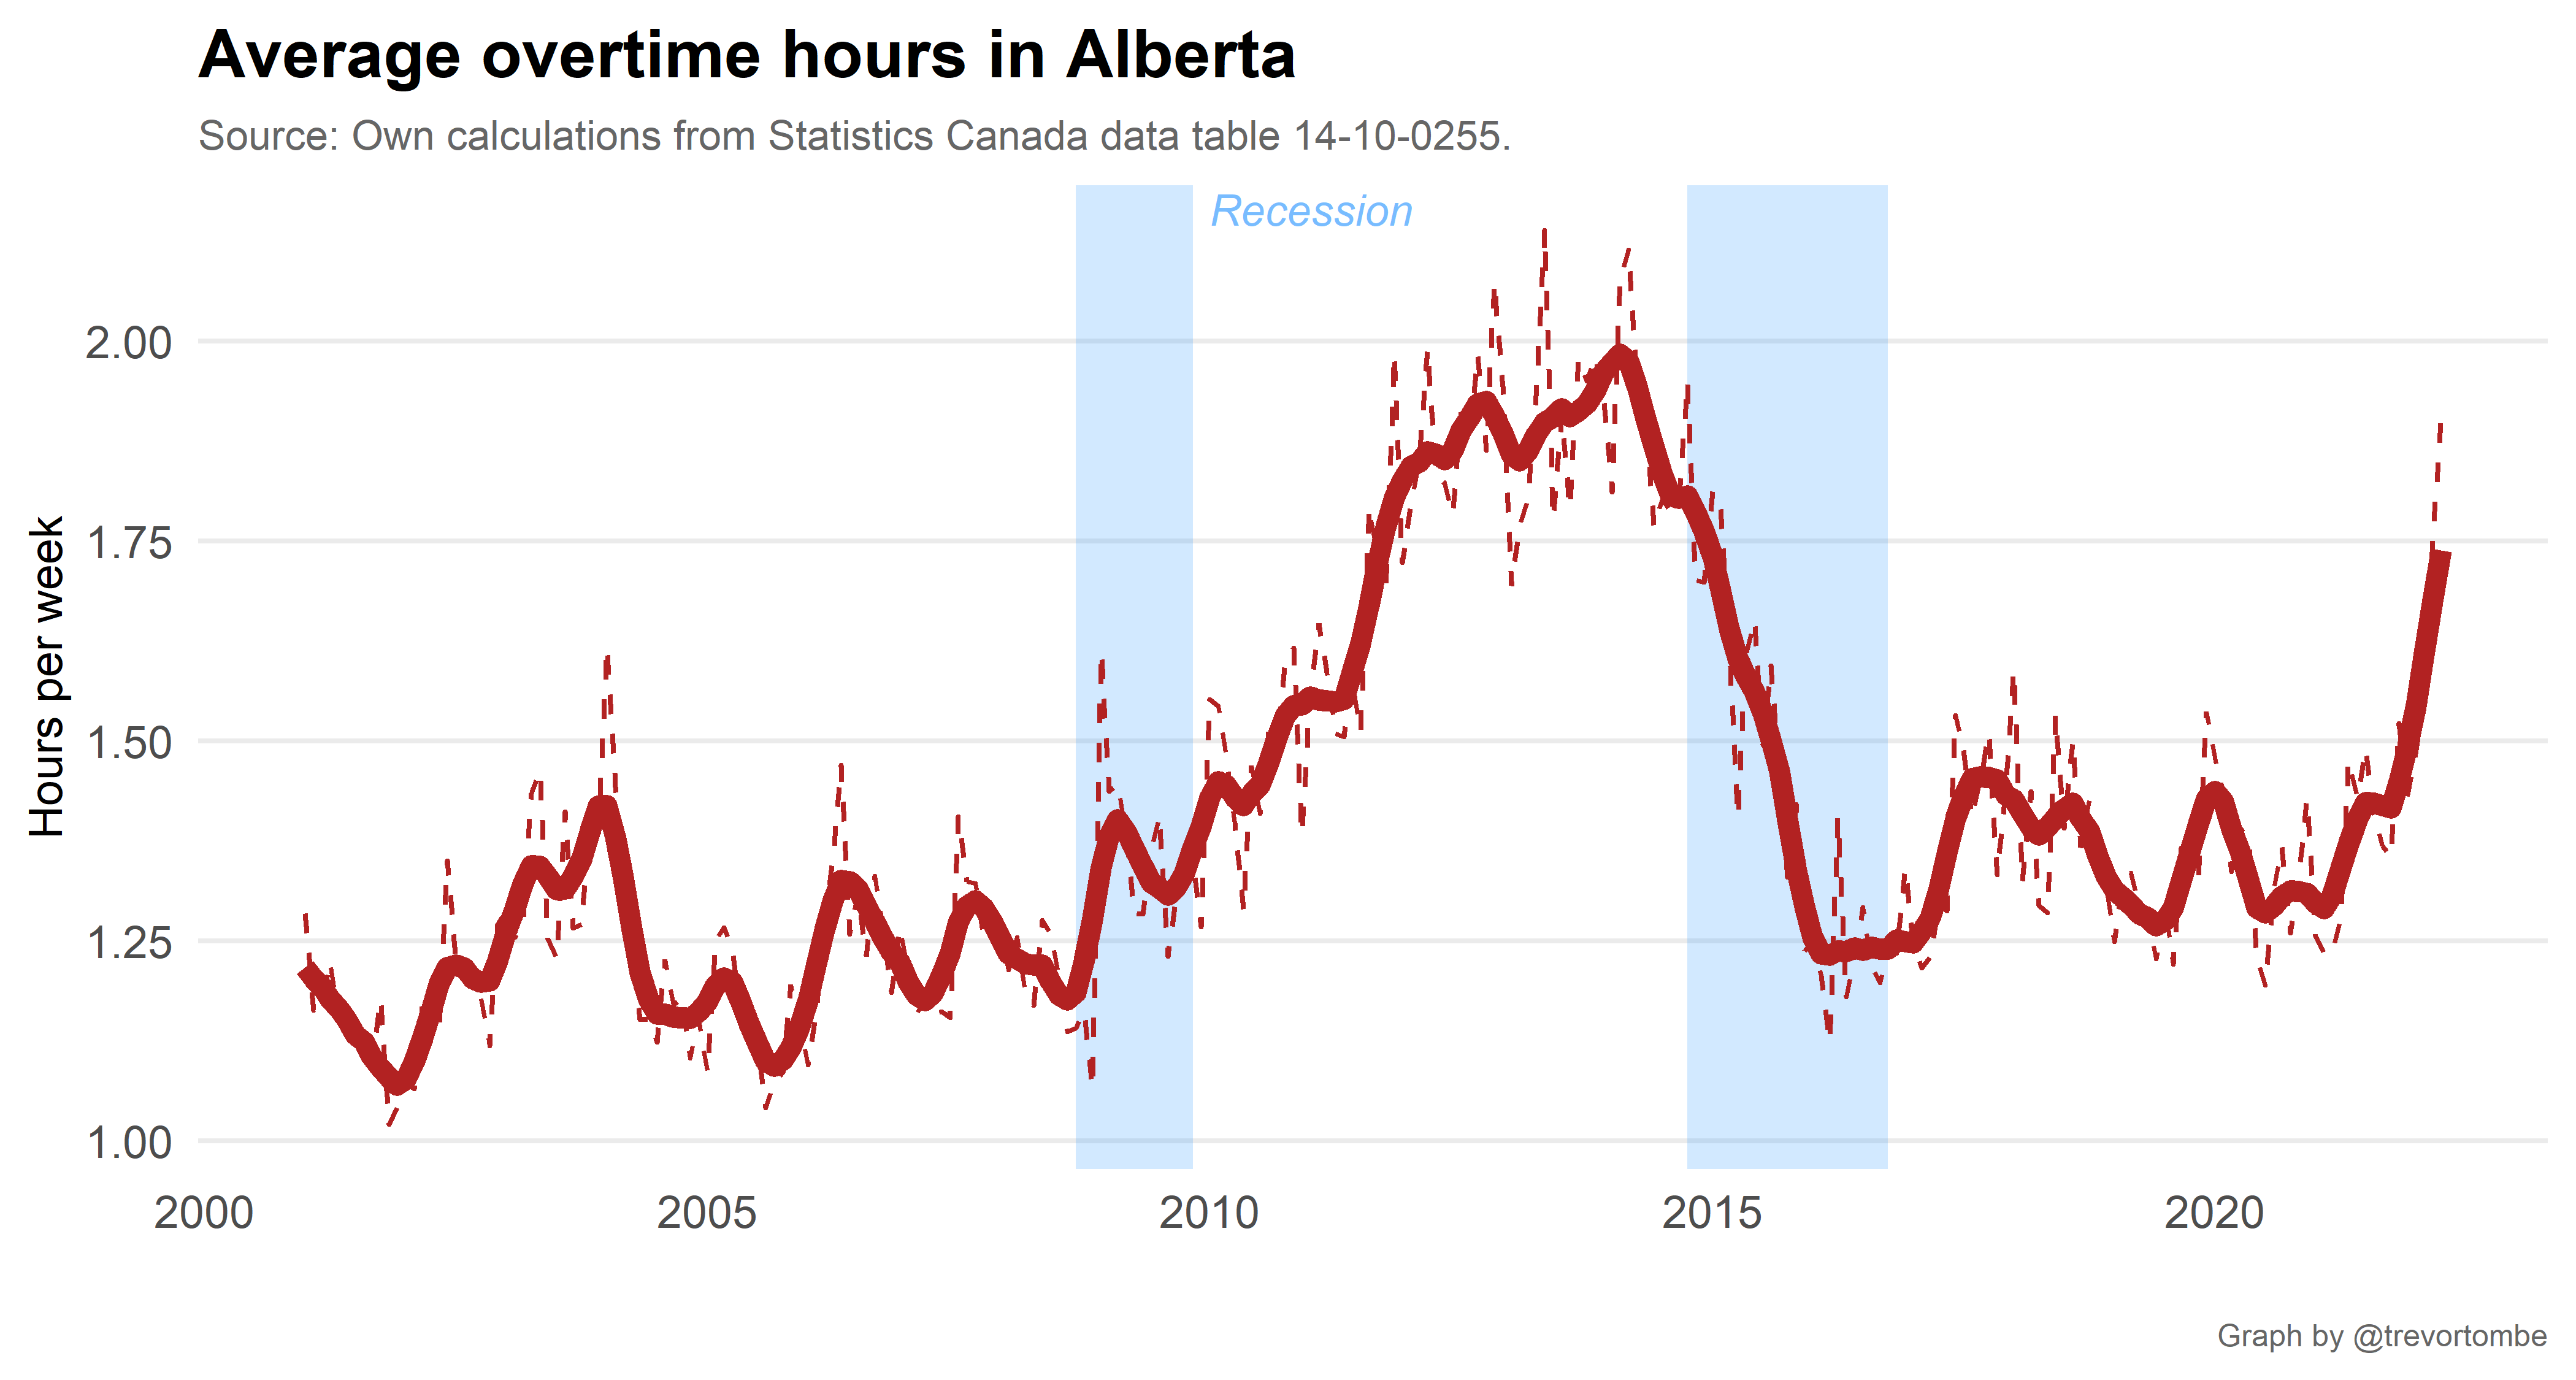 Average overtime hours in Alberta
Source: Own calculations from Statistics Canada data table 14-10-0255.
Recession
Hours per week
2.00
1.75
1.50
1.25
1.00
2000 2005 2010 2015 2020
Graph by @trevortombe